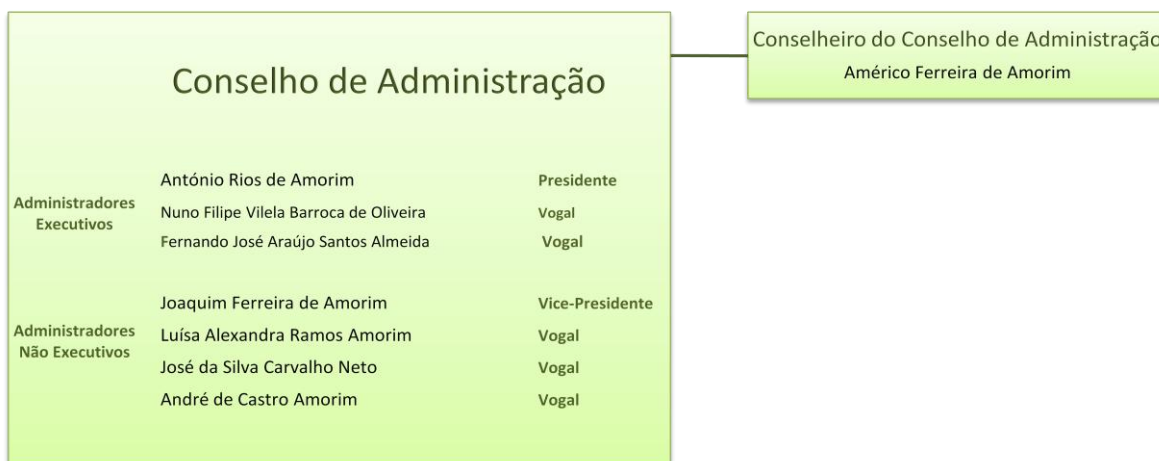 Conselho de Administração
Conselheiro do Conselho de Administração
Américo Ferreira de Amorim
Administradores
Executivos
António Rios de Amorim Presidente
Nuno Filipe Vilela Barroca de Oliveira Vogal
Fernando José Araújo Santos Almeida Vogal
Administradores
Não Executivos
Joaquim Ferreira de Amorim Vice-Presidente
Luísa Alexandra Ramos Amorim Vogal
José da Silva Carvalho Neto Vogal
André de Castro Amorim Vogal